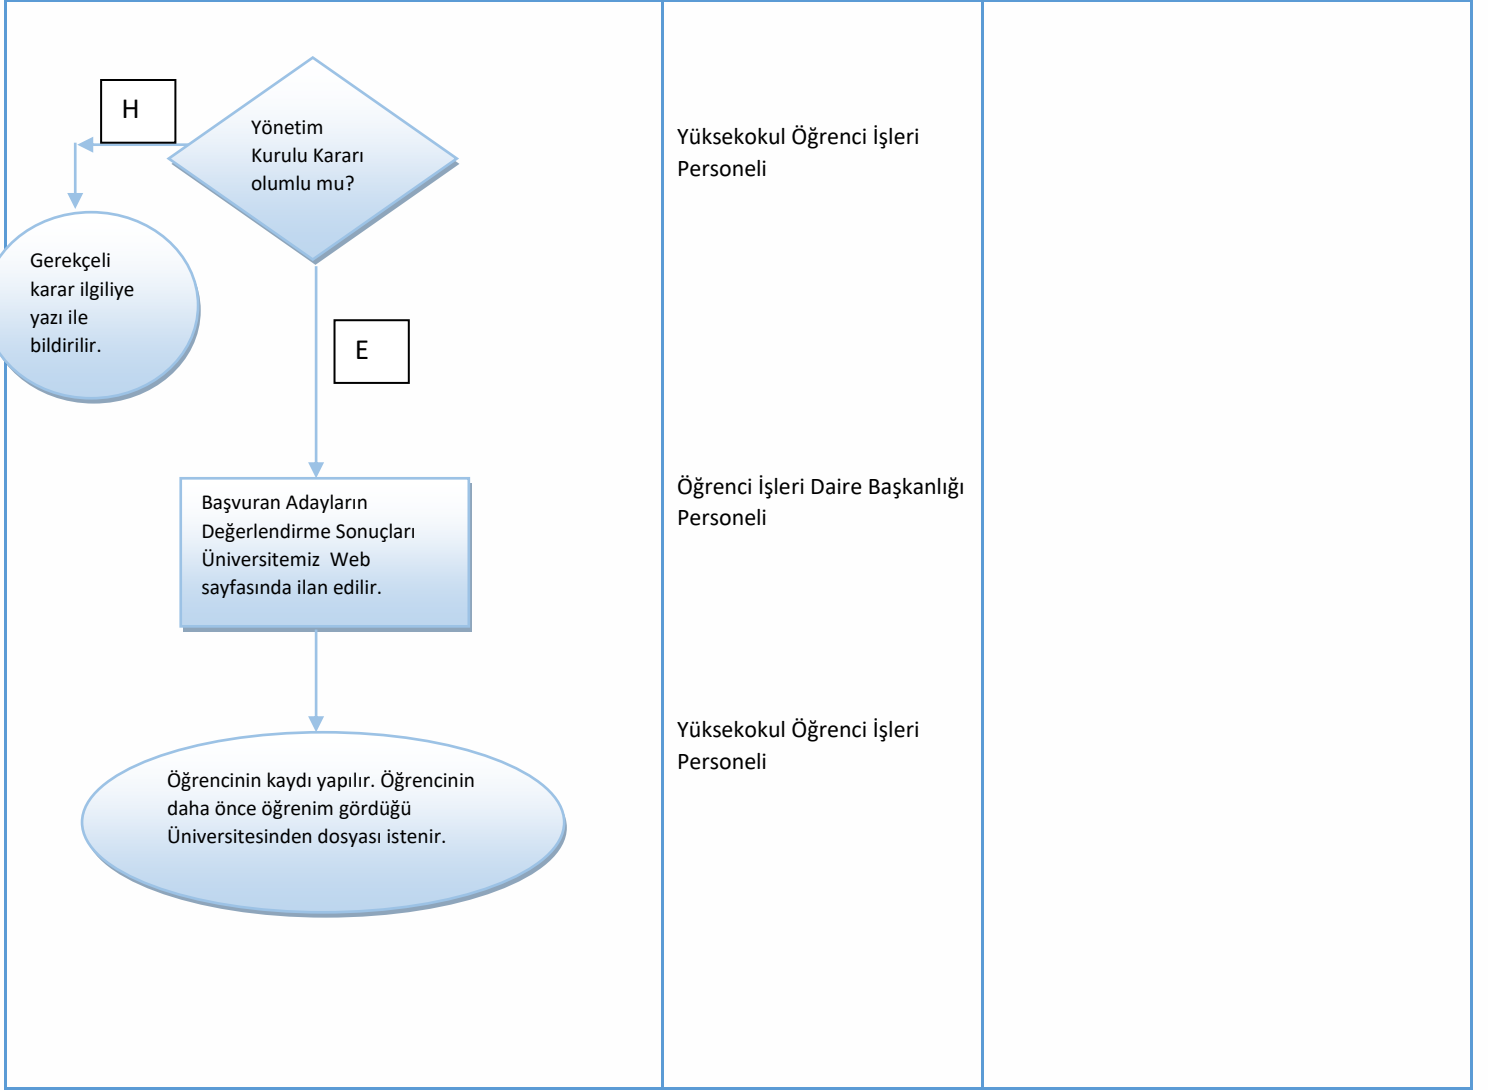 H
Yönetim
Kurulu Kararı
olumlu mu?
Yüksekokul Öğrenci İşleri
Personeli
Gerekçeli
karar ilgiliye
yazı ile
bildirilir.
E
Başvuran Adayların
Değerlendirme Sonuçları
Üniversitemiz  Web
sayfasında ilan edilir.
Öğrenci İşleri Daire Başkanlığı
Personeli
Öğrencinin kaydı yapılır. Öğrencinin
daha önce öğrenim gördüğü
Üniversitesinden dosyası istenir.
Yüksekokul Öğrenci İşleri
Personeli